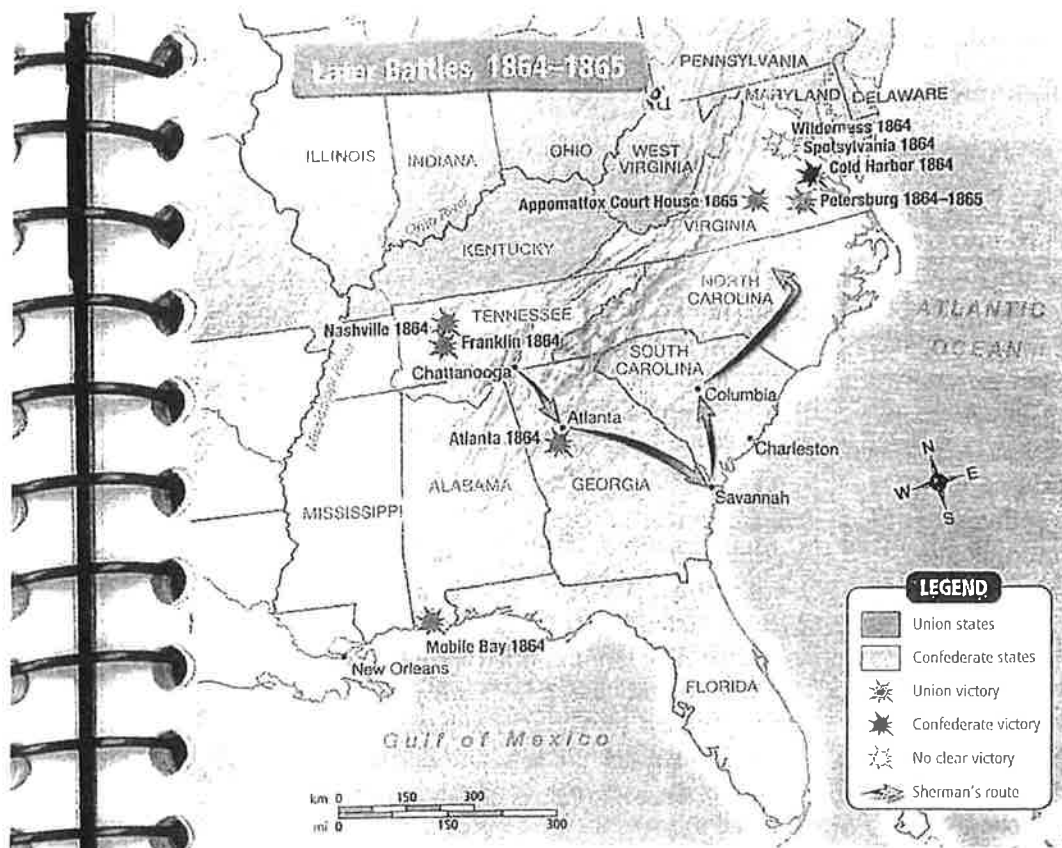 Later Battles, 1864–1865
PENNSYLVANIA
MARYLAND
DELAWARE
Wilderness 1864
Spotsylvania 1864
Cold Harbor 1864
ILLINOIS
INDIANA
OHIO
WEST
VIRGINIA
Appomattox Court House 1865
Petersburg 1864–1865
Ohio River
VIRGINIA
KENTUCKY
NORTH
CAROLINA
ATLANTIC
OCEAN
TENNESSEE
Nashville 1864
Franklin 1864
SOUTH
CAROLINA
Chattanooga
Columbia
Mississippi River
Atlanta
Atlanta 1864
Charleston
ALABAMA
GEORGIA
Savannah
MISSISSIPPI
N
W
E
S
Mobile Bay 1864
New Orleans
FLORIDA
Gulf of Mexico
LEGEND
Union states
Confederate states
Union victory
Confederate victory
No clear victory
Sherman's route
km 0 150 300
mi 0 150 300